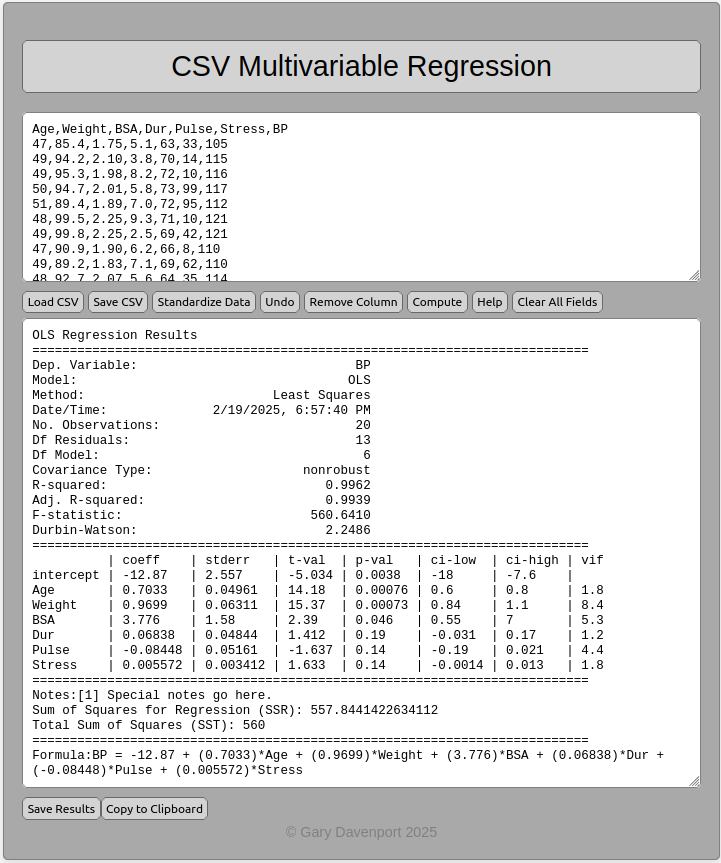 CSV Multivariable Regression
Age,Weight,BSA,Dur,Pulse,Stress,BP
47,85.4,1.75,5.1,63,33,105
49,94.2,2.10,3.8,70,14,115
49,95.3,1.98,8.2,72,10,116
50,94.7,2.01,5.8,73,99,117
51,89.4,1.89,7.0,72,95,112
48,99.5,2.25,9.3,71,10,121
49,99.8,2.25,2.5,69,42,121
47,90.9,1.90,6.2,66,8,110
49,89.2,1.83,7.1,69,62,110
48,92.7,2.07,5.6,64,35,114
Load CSV Save CSV Standardize Data Undo Remove Column Compute Help Clear All Fields
OLS Regression Results
==========================================================================
Dep. Variable: BP
Model: OLS
Method: Least Squares
Date/Time: 2/19/2025, 6:57:40 PM
No. Observations: 20
Df Residuals: 13
Df Model: 6
Covariance Type: nonrobust
R-squared: 0.9962
Adj. R-squared: 0.9939
F-statistic: 560.6410
Durbin-Watson: 2.2486
==========================================================================
| coeff | stderr | t-val | p-val | ci-low | ci-high | vif
intercept | -12.87 | 2.557 | -5.034 | 0.0038 | -18 | -7.6 |
Age | 0.7033 | 0.04961 | 14.18 | 0.00076 | 0.6 | 0.8 | 1.8
Weight | 0.9699 | 0.06311 | 15.37 | 0.00073 | 0.84 | 1.1 | 8.4
BSA | 3.776 | 1.58 | 2.39 | 0.046 | 0.55 | 7 | 5.3
Dur | 0.06838 | 0.04844 | 1.412 | 0.19 | -0.031 | 0.17 | 1.2
Pulse | -0.08448 | 0.05161 | -1.637 | 0.14 | -0.19 | 0.021 | 4.4
Stress | 0.005572 | 0.003412 | 1.633 | 0.14 | -0.0014 | 0.013 | 1.8
==========================================================================
Notes:[1] Special notes go here.
Sum of Squares for Regression (SSR): 557.8441422634112
Total Sum of Squares (SST): 560
==========================================================================
Formula:BP = -12.87 + (0.7033)*Age + (0.9699)*Weight + (3.776)*BSA + (0.06838)*Dur +
(-0.08448)*Pulse + (0.005572)*Stress
Save Results Copy to Clipboard
© Gary Davenport 2025